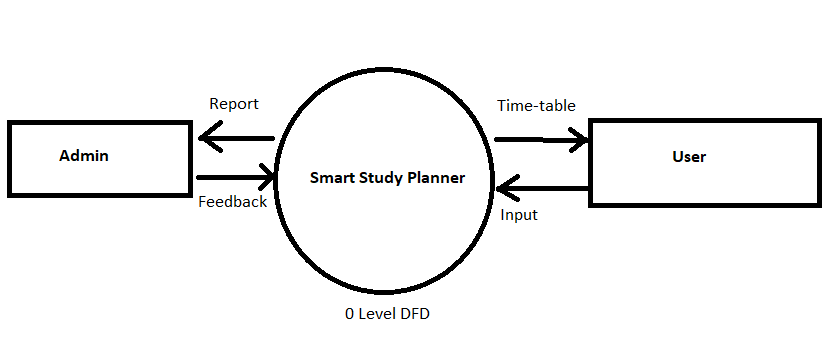 Report
Time-table
Admin
User
Smart Study Planner
Feedback
Input
0 Level DFD